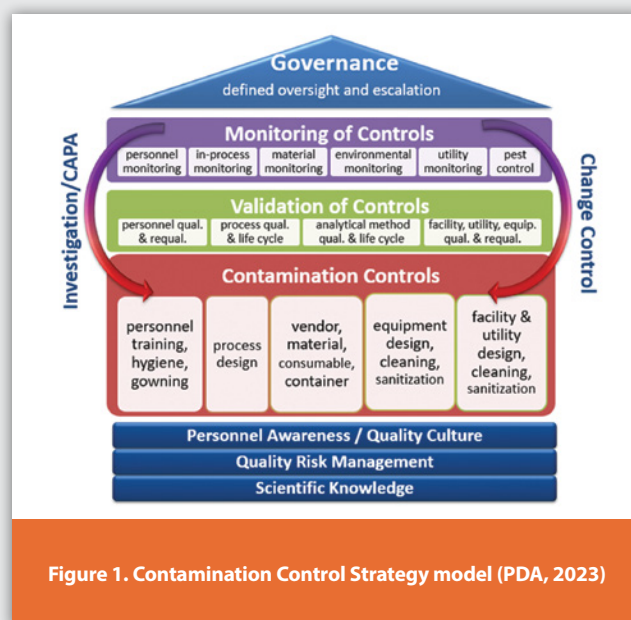 Governance
defined oversight and escalation
Monitoring of Controls
personnel
monitoring
in-process
monitoring
material
monitoring
environmental
monitoring
utility
monitoring
pest
control
Validation of Controls
personnel qual.
& requal.
process qual.
& life cycle
analytical method
qual. & life cycle
facility, utility, equip.
qual. & requal.
Contamination Controls
personnel
training,
hygiene,
gowning
process
design
vendor,
material,
consumable,
container
equipment
design,
cleaning,
sanitization
facility &
utility
design,
cleaning,
sanitization
Investigation/CAPA
Change Control
Personnel Awareness / Quality Culture
Quality Risk Management
Scientific Knowledge
Figure 1. Contamination Control Strategy model (PDA, 2023)